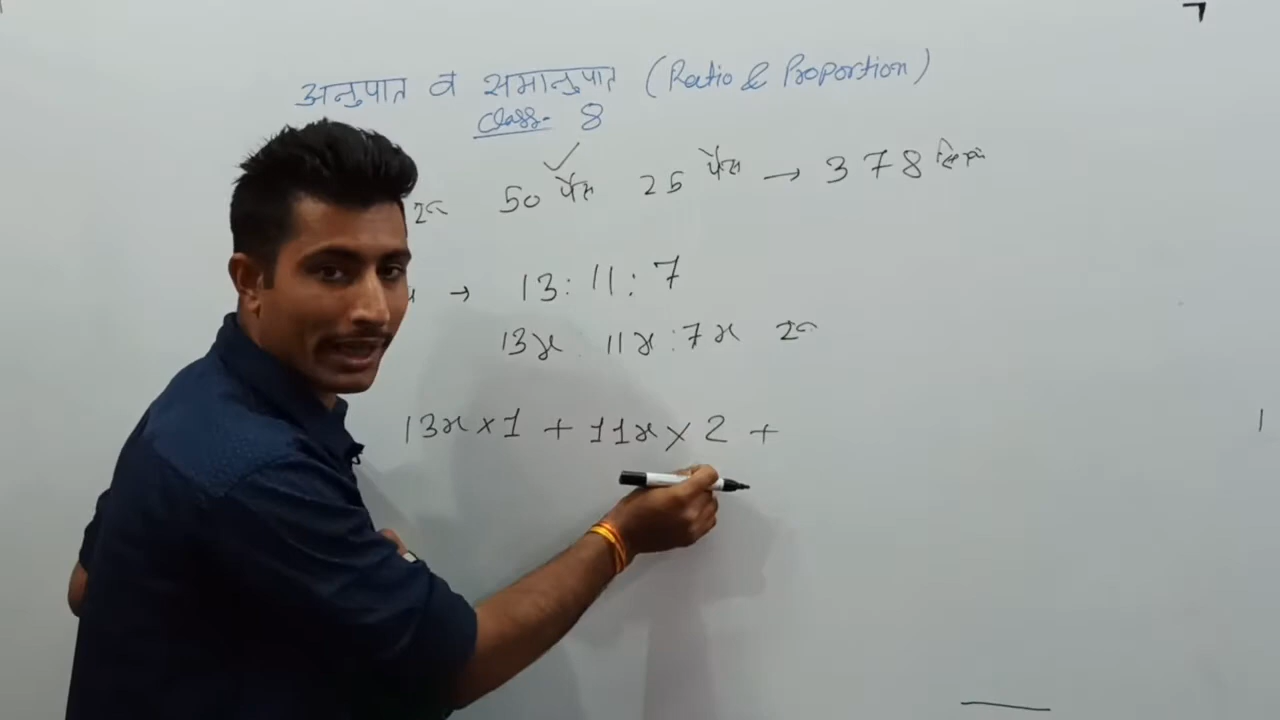 अनुपात व समानुपात (Ratio & Proportion)
Class- 8
50 पैसे 25 पैसे → 378 सिक्के
→ 13 : 11 : 7
13x 11x : 7x
13x × 1 + 11x × 2 +